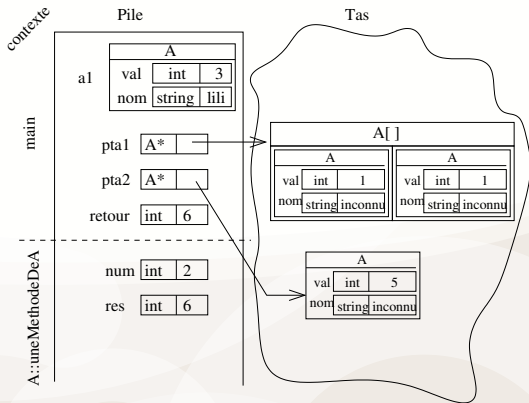 contexte
Pile
Tas
main
A
a1
val int 3
nom string lili
pta1 A*
pta2 A*
retour int 6
A[ ]
A
val int 1
nom string inconnu
A
val int 1
nom string inconnu
A::uneMethodeDeA
num int 2
res int 6
A
val int 5
nom string inconnu